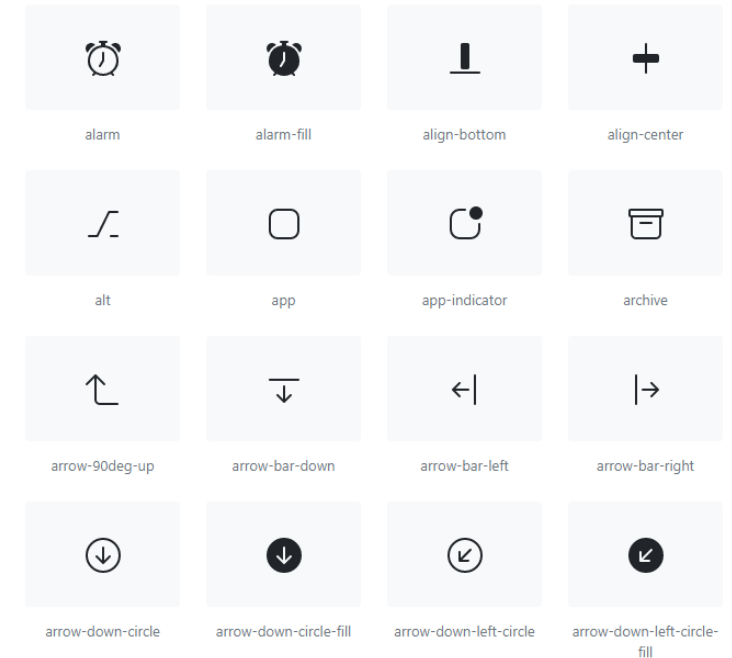 alarm
alarm-fill
align-bottom
align-center
alt
app
app-indicator
archive
arrow-90deg-up
arrow-bar-down
arrow-bar-left
arrow-bar-right
arrow-down-circle
arrow-down-circle-fill
arrow-down-left-circle
arrow-down-left-circle-
fill